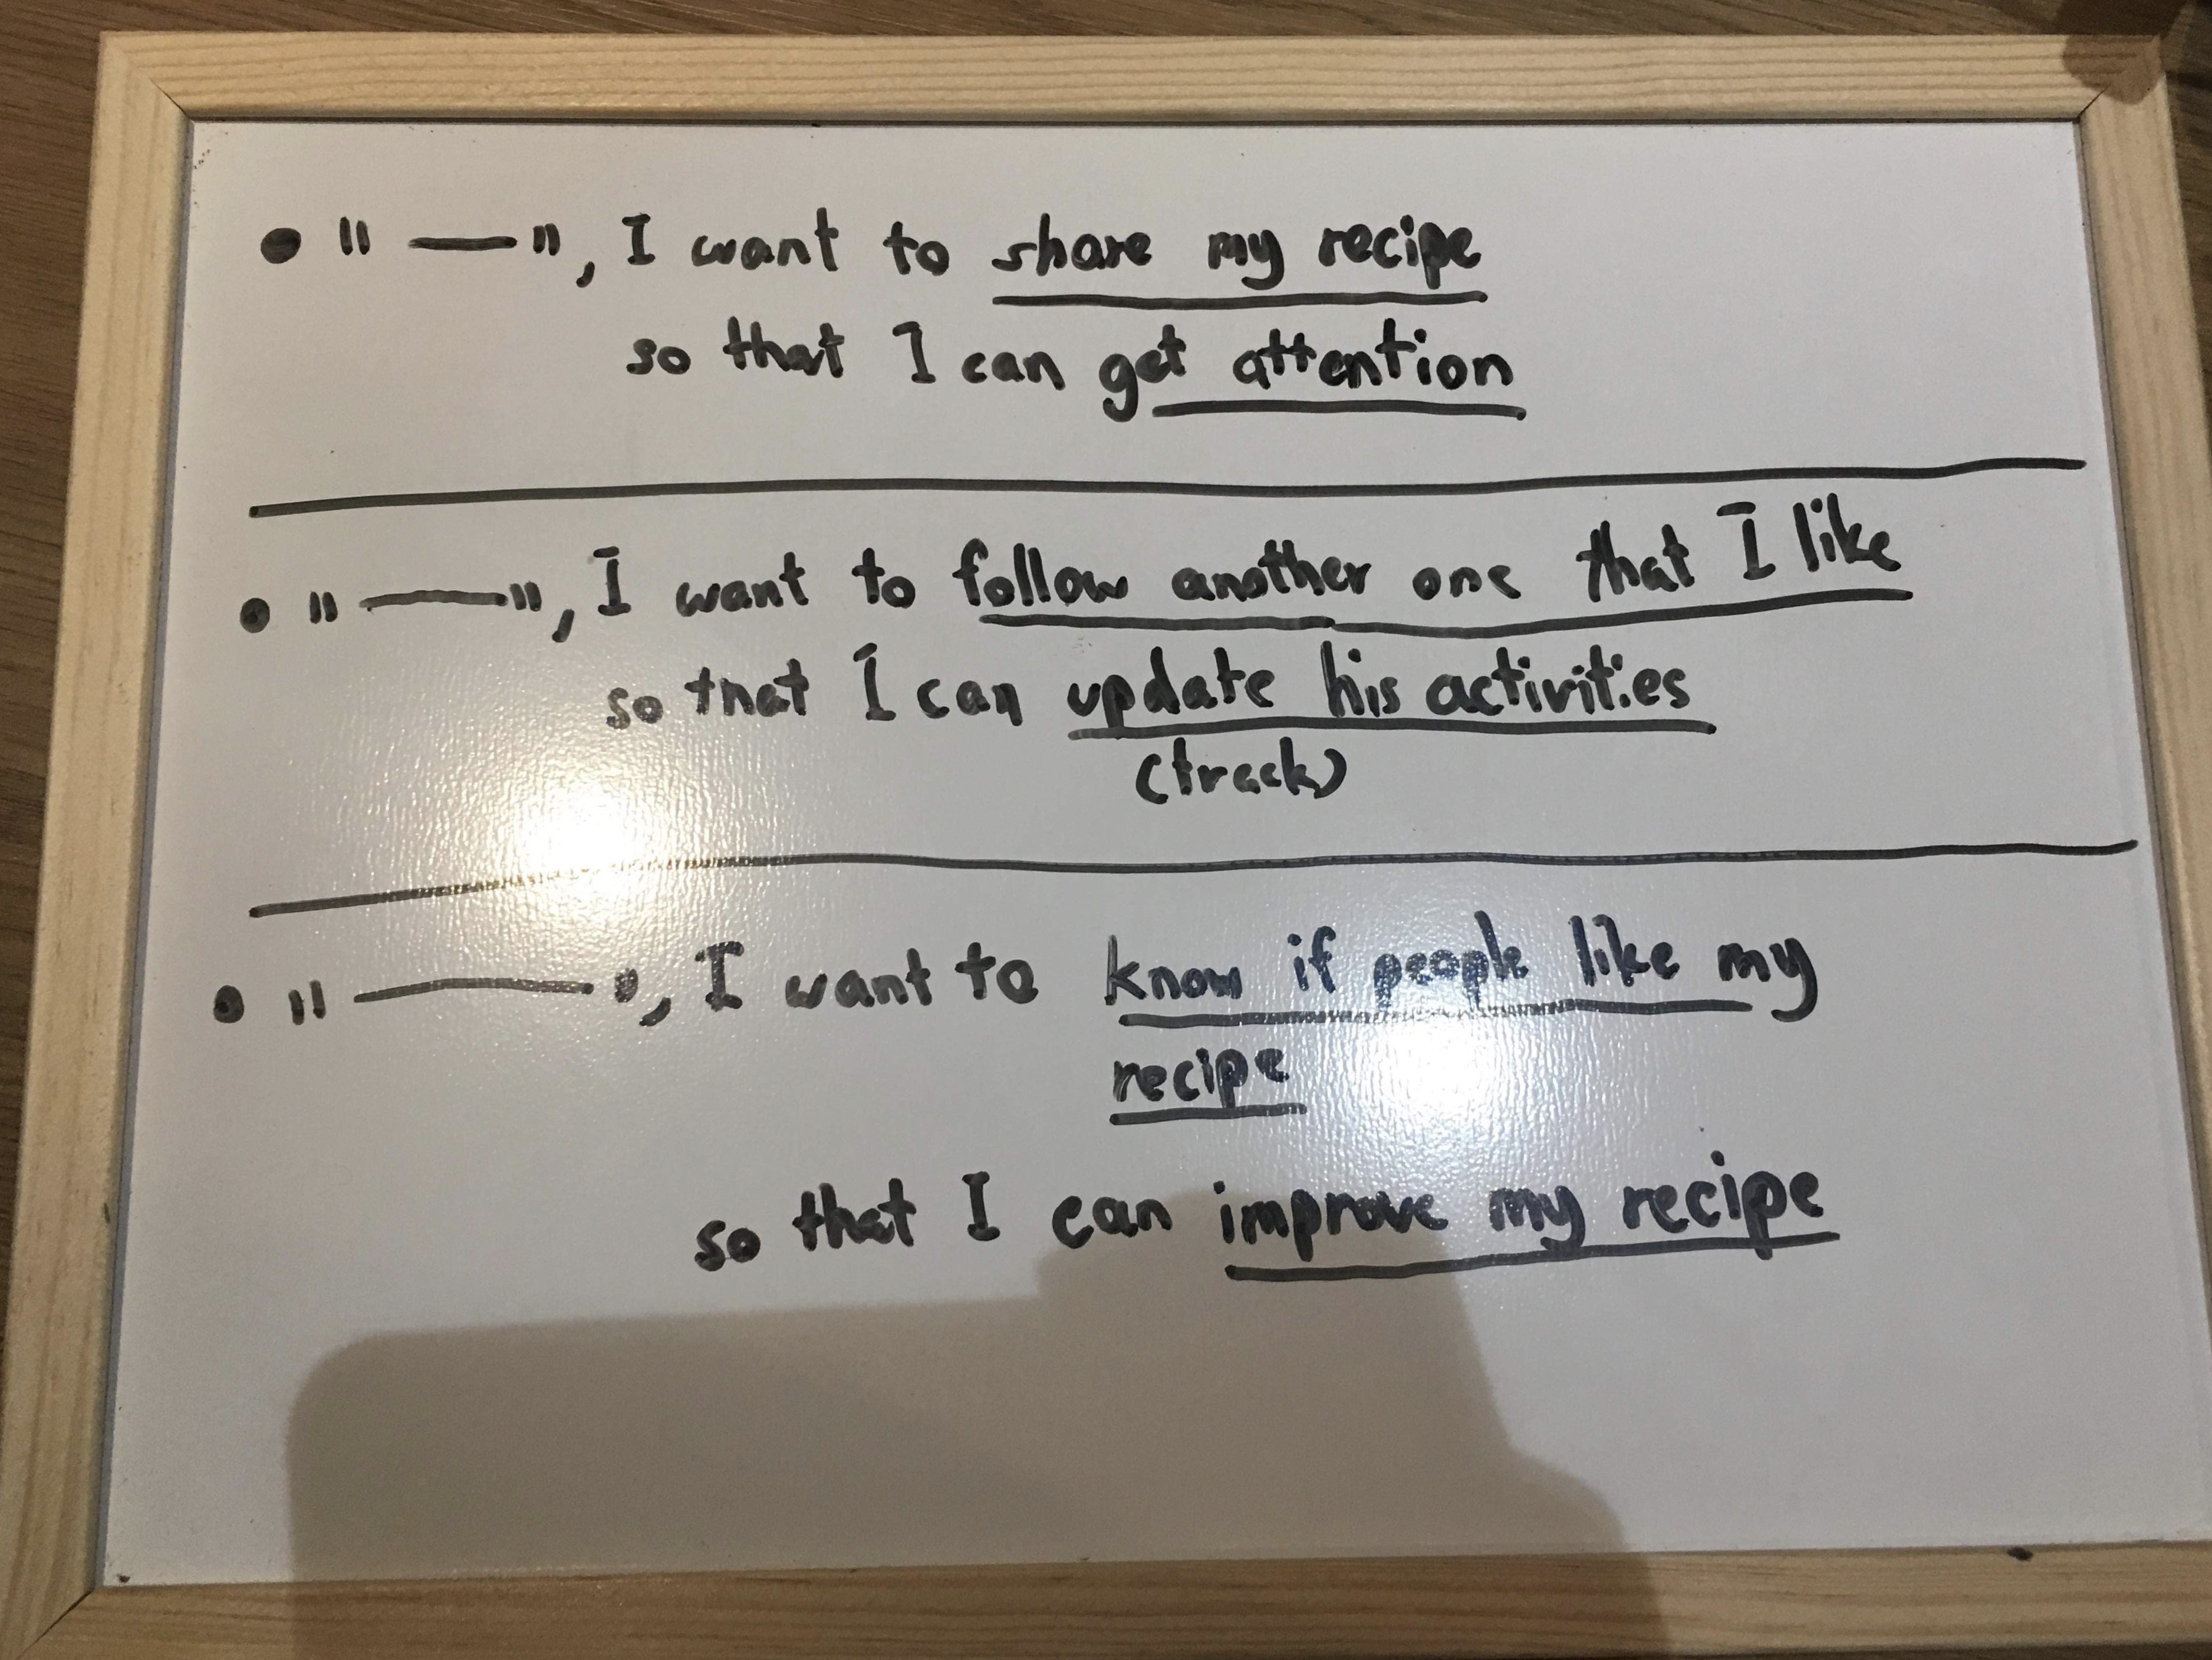 • " — ", I want to share my recipe
so that I can get attention
• " — ", I want to follow another one that I like
so that I can update his activities
(track)
• " — ", I want to know if people like my
recipe
so that I can improve my recipe